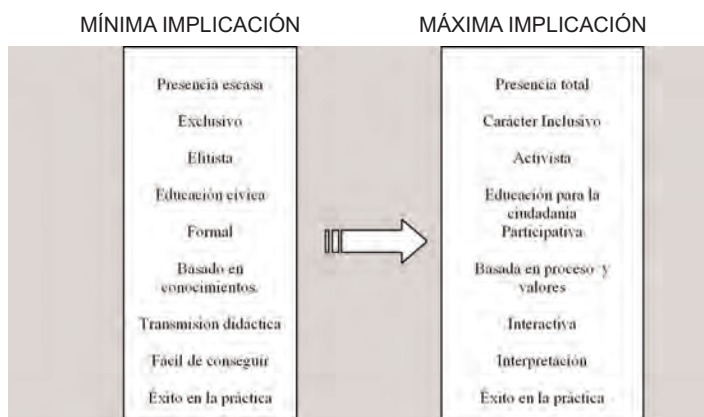 MÍNIMA IMPLICACIÓN
MÁXIMA IMPLICACIÓN
Presencia escasa
Exclusivo
Elitista
Educación cívica
Formal
Basado en
conocimientos.
Transmisión didáctica
Fácil de conseguir
Éxito en la práctica
Presencia total
Carácter Inclusivo
Activista
Educación para la
ciudadanía
Participativa
Basada en proceso y
valores
Interactiva
Interpretación
Éxito en la práctica